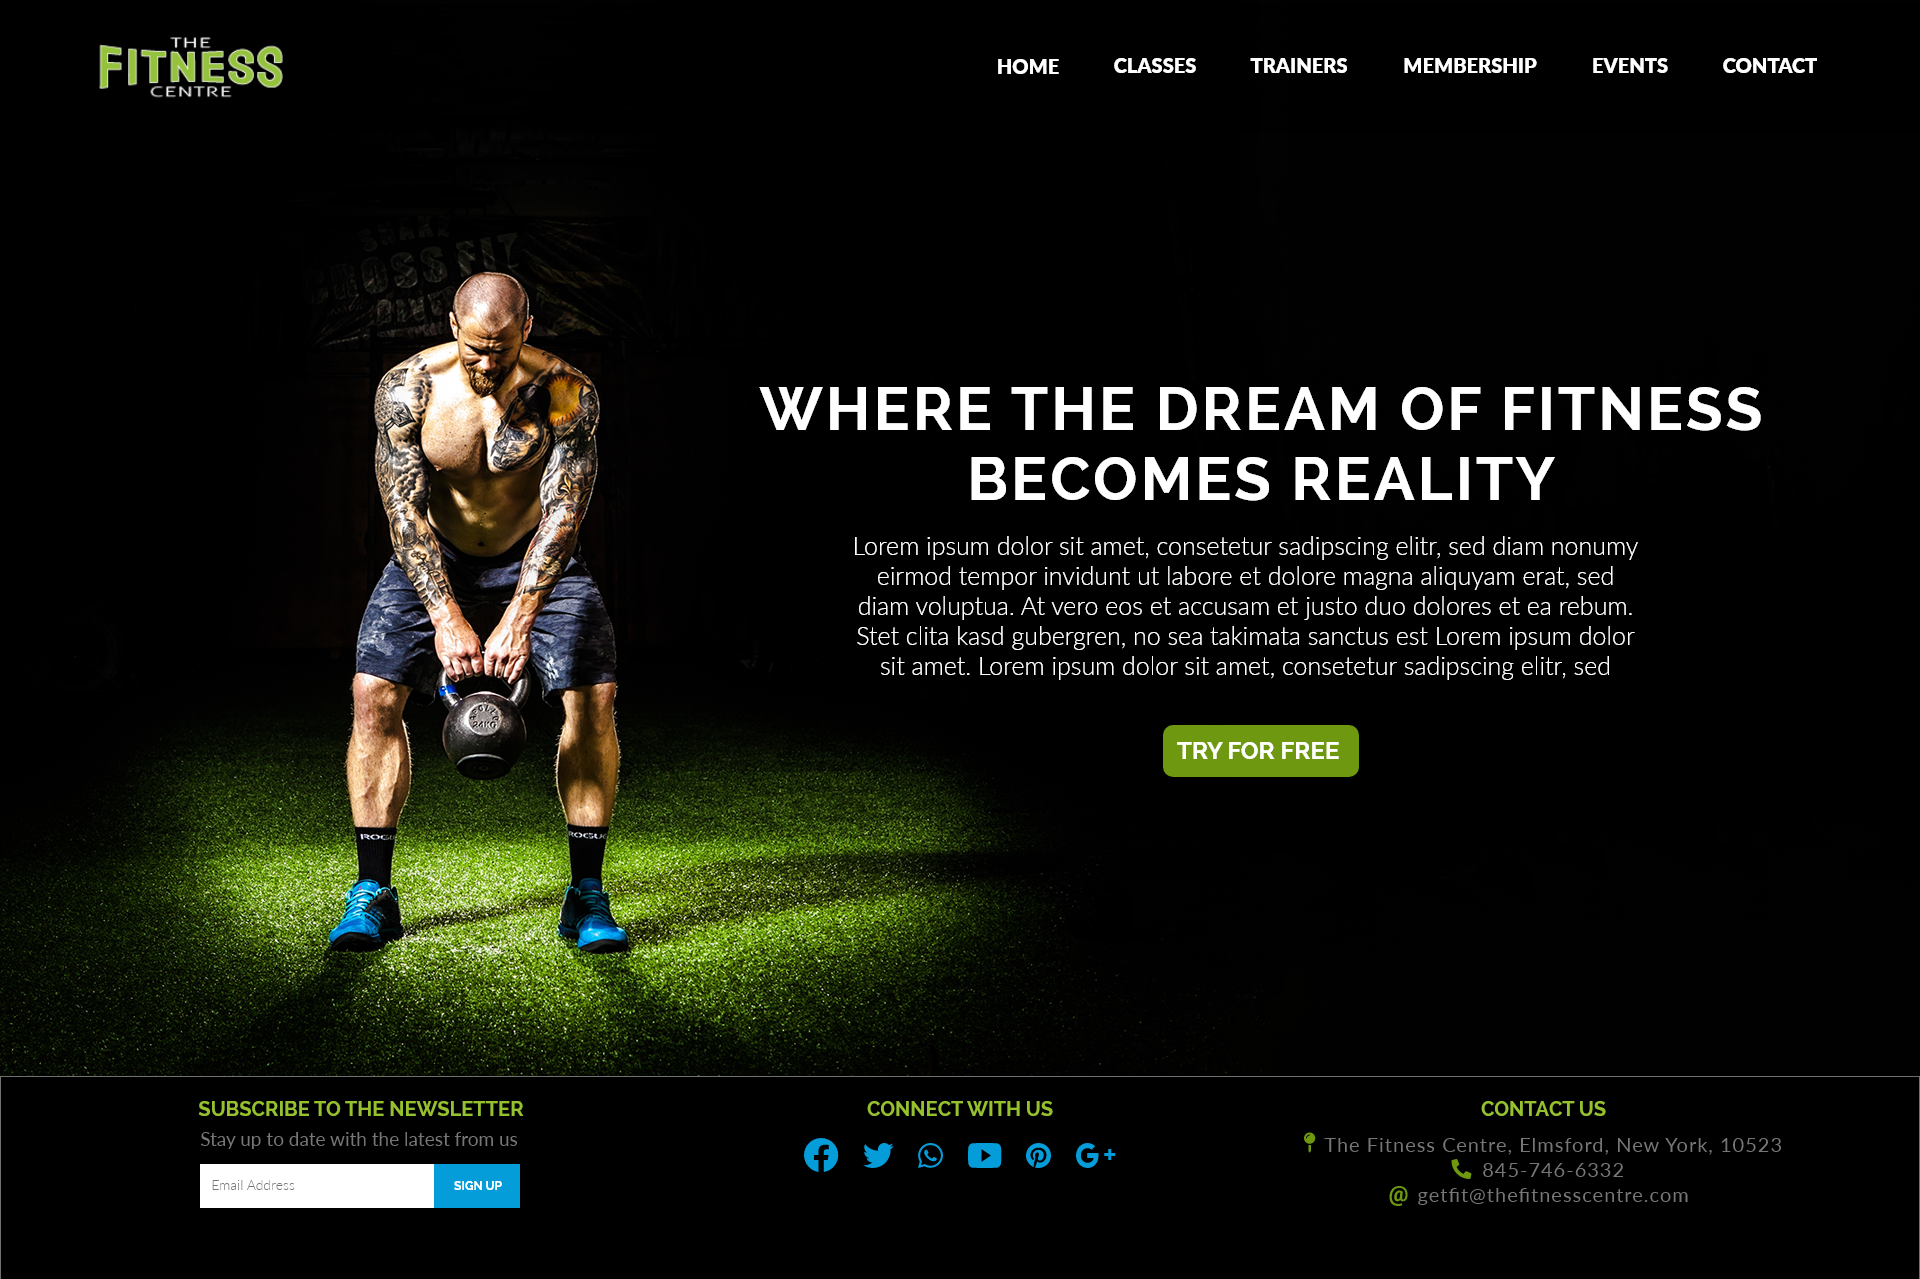 THE
FITNESS
CENTRE
HOME CLASSES TRAINERS MEMBERSHIP EVENTS CONTACT
CROSSFIT
WHERE THE DREAM OF FITNESS
BECOMES REALITY
Lorem ipsum dolor sit amet, consetetur sadipscing elitr, sed diam nonumy
eirmod tempor invidunt ut labore et dolore magna aliquyam erat, sed
diam voluptua. At vero eos et accusam et justo duo dolores et ea rebum.
Stet clita kasd gubergren, no sea takimata sanctus est Lorem ipsum dolor
sit amet. Lorem ipsum dolor sit amet, consetetur sadipscing elitr, sed
24KG
TRY FOR FREE
ROGUE
SUBSCRIBE TO THE NEWSLETTER
Stay up to date with the latest from us
Email Address
SIGN UP
CONNECT WITH US
CONTACT US
The Fitness Centre, Elmsford, New York, 10523
845-746-6332
@ getfit@thefitnesscentre.com